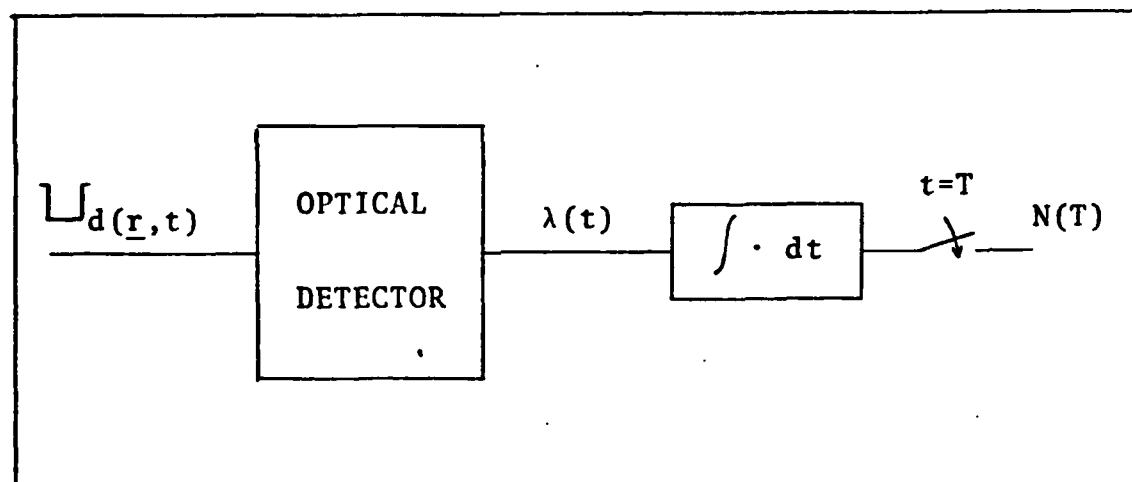 U_d(r̲,t)
OPTICAL
DETECTOR
λ(t)
∫ · dt
t=T
N(T)